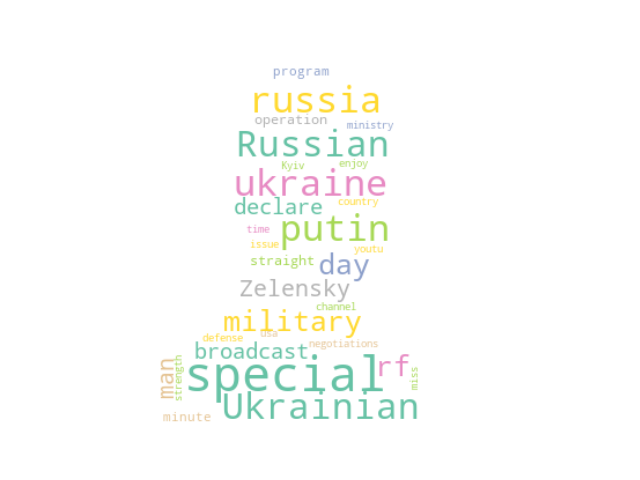 program
russia
operation
ministry
Russian
Kyiv
enjoy
ukraine
declare
country
putin
time
issue
youtu
straight
day
Zelensky
channel
military
usa
defense
negotiations
broadcast
man
strength
special
rf
miss
Ukrainian
minute